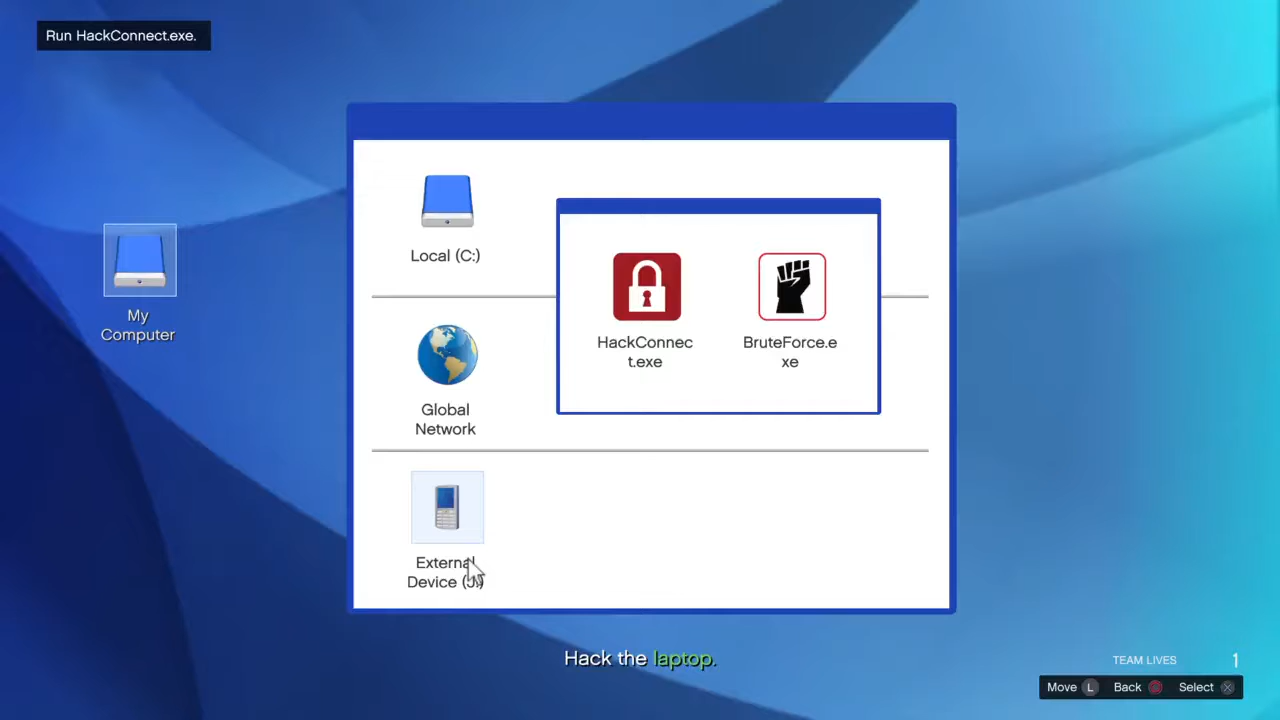 Run HackConnect.exe.
My
Computer
Local (C:)
Global
Network
External
Device (J:)
HackConnec
t.exe
BruteForce.e
xe
Hack the laptop.
TEAM LIVES 1
Move L Back Select